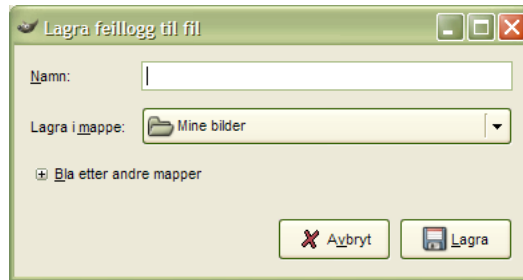 Lagra feillogg til fil
Namn:
Lagra i mappe: Mine bilder
Bla etter andre mapper
Avbryt Lagra